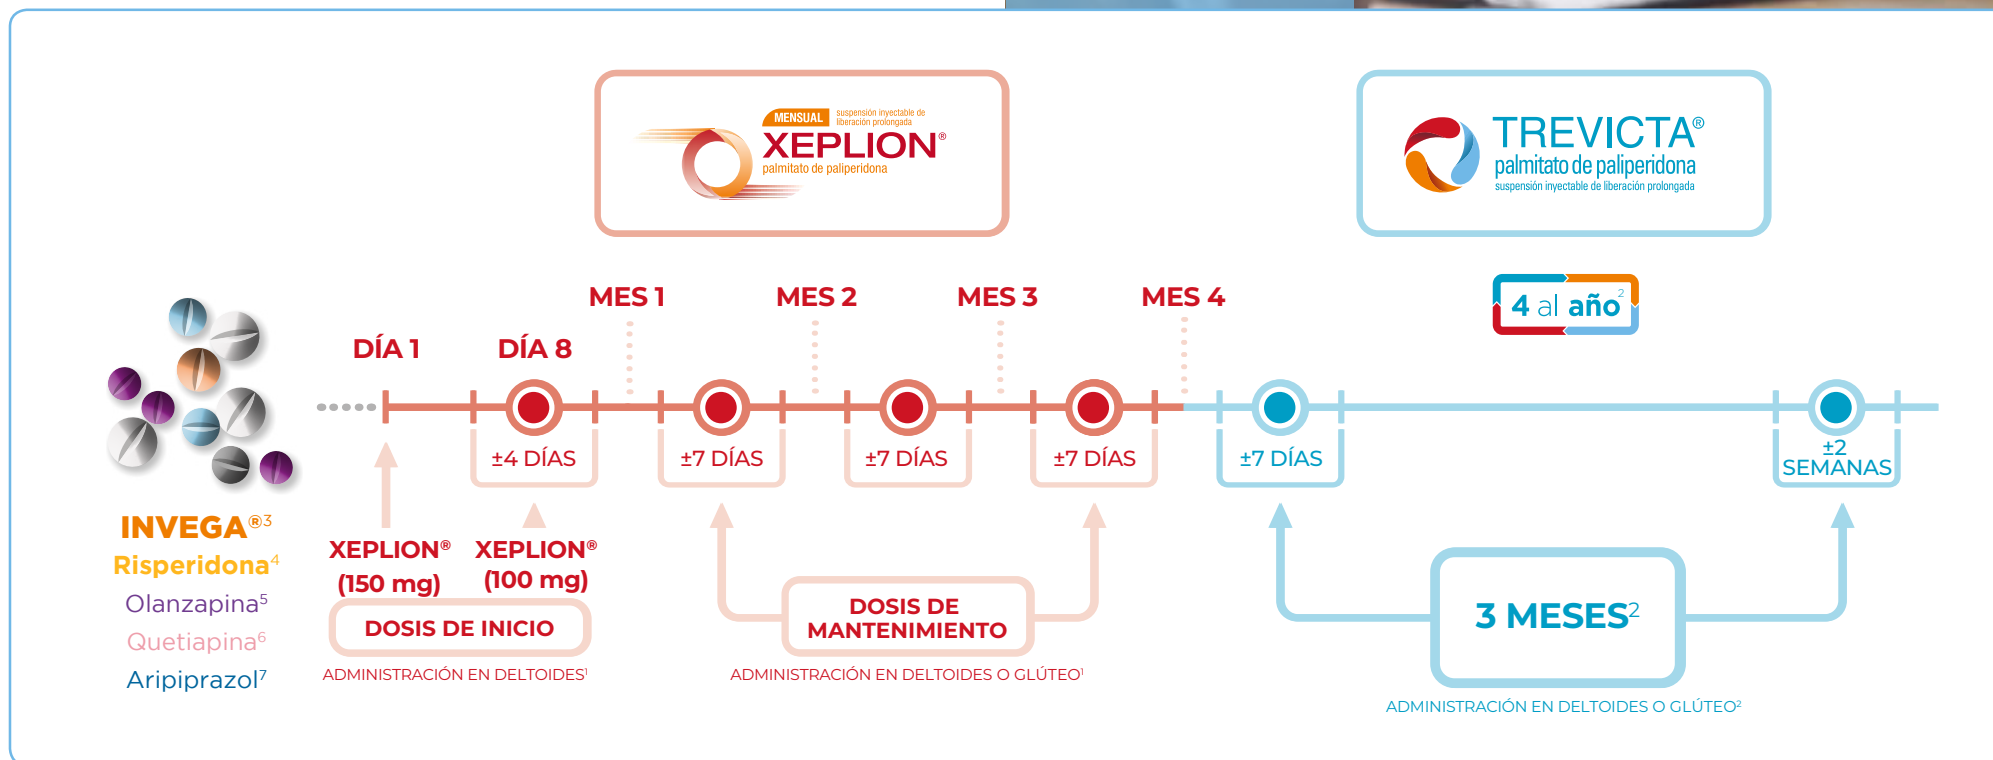 MENSUAL
suspensión inyectable de
liberación prolongada
XEPLION®
palmitato de paliperidona
TREVICTA®
palmitato de paliperidona
suspensión inyectable de liberación prolongada
4 al año²
MES 1
MES 2
MES 3
MES 4
DÍA 1
DÍA 8
±4 DÍAS
±7 DÍAS
±7 DÍAS
±7 DÍAS
±7 DÍAS
±2
SEMANAS
INVEGA®³
Risperidona⁴
Olanzapina⁵
Quetiapina⁶
Aripiprazol⁷
XEPLION®
(150 mg)
XEPLION®
(100 mg)
DOSIS DE INICIO
ADMINISTRACIÓN EN DELTOIDES¹
DOSIS DE
MANTENIMIENTO
ADMINISTRACIÓN EN DELTOIDES O GLÚTEO¹
3 MESES²
ADMINISTRACIÓN EN DELTOIDES O GLÚTEO²